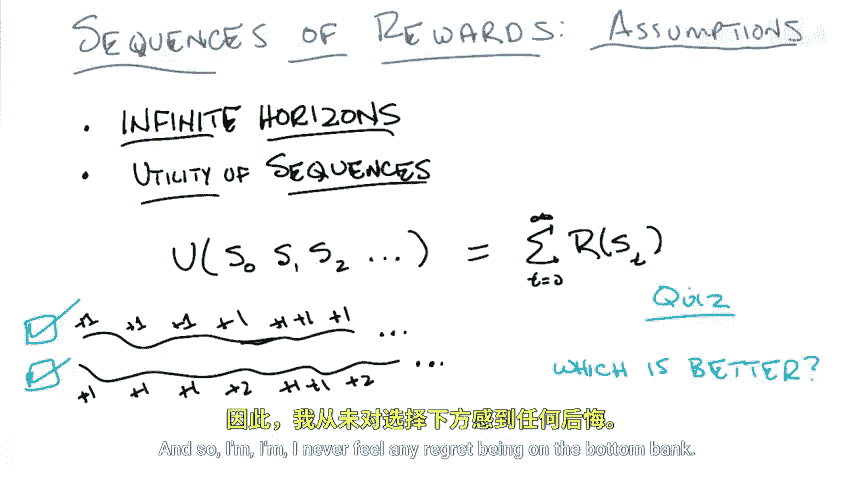 SEQUENCES OF REWARDS: ASSUMPTIONS
• INFINITE HORIZONS
• UTILITY OF SEQUENCES
U(S₀ S₁ S₂ ...) = ∑_{t=0}^{∞} R(S_t)
Quiz
+1 +1 +1 +1 +1 +1 +1 ...
WHICH IS BETTER?
...
+1 +1 +1 +2 +1 +1 +2
因此，我从未对选择下方感到任何后悔。
And so, I'm, I'm, I never feel any regret being on the bottom bank.